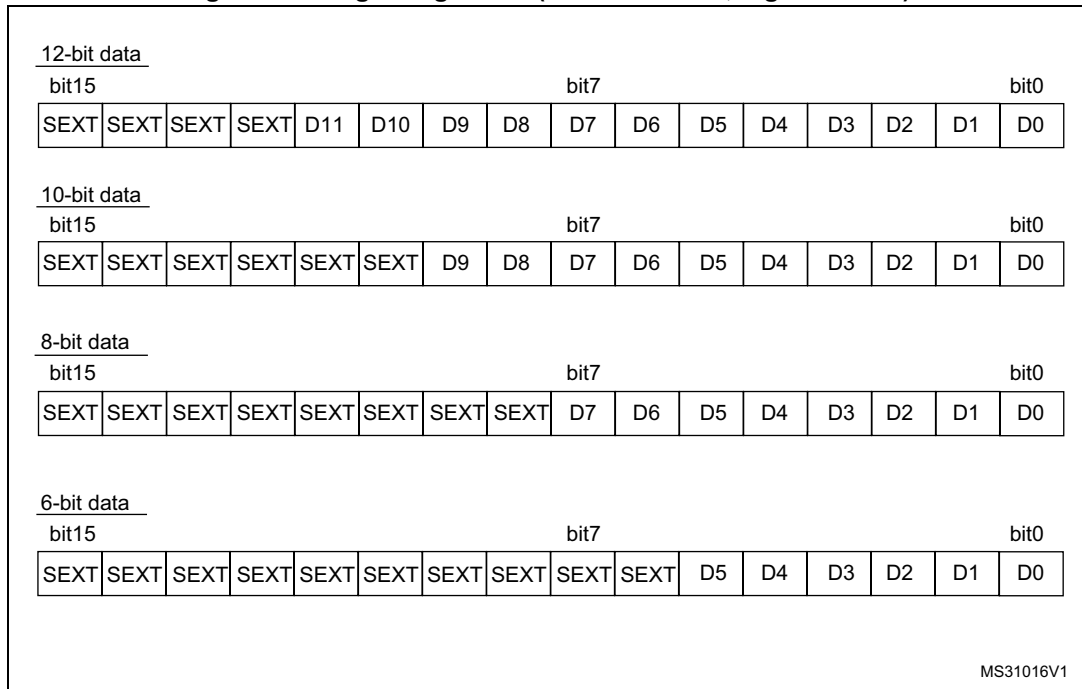 12-bit data
bit15 bit7 bit0
SEXT SEXT SEXT SEXT D11 D10 D9 D8 D7 D6 D5 D4 D3 D2 D1 D0
10-bit data
bit15 bit7 bit0
SEXT SEXT SEXT SEXT SEXT SEXT D9 D8 D7 D6 D5 D4 D3 D2 D1 D0
8-bit data
bit15 bit7 bit0
SEXT SEXT SEXT SEXT SEXT SEXT SEXT SEXT D7 D6 D5 D4 D3 D2 D1 D0
6-bit data
bit15 bit7 bit0
SEXT SEXT SEXT SEXT SEXT SEXT SEXT SEXT SEXT SEXT D5 D4 D3 D2 D1 D0
MS31016V1